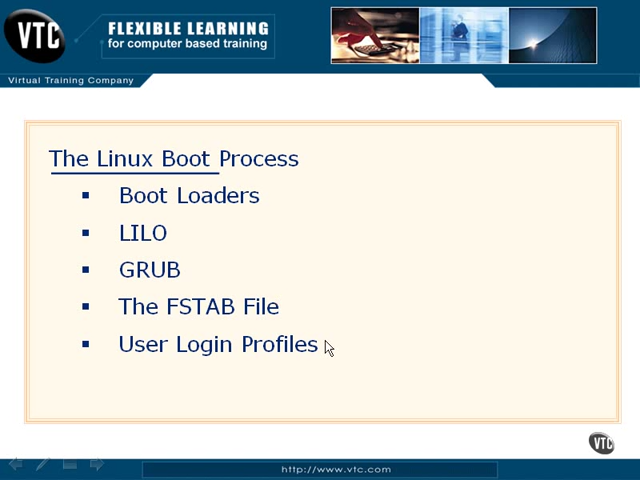 VTC
FLEXIBLE LEARNING
for computer based training
Virtual Training Company
The Linux Boot Process
▪ Boot Loaders
▪ LILO
▪ GRUB
▪ The FSTAB File
▪ User Login Profiles
VTC
http://www.vtc.com